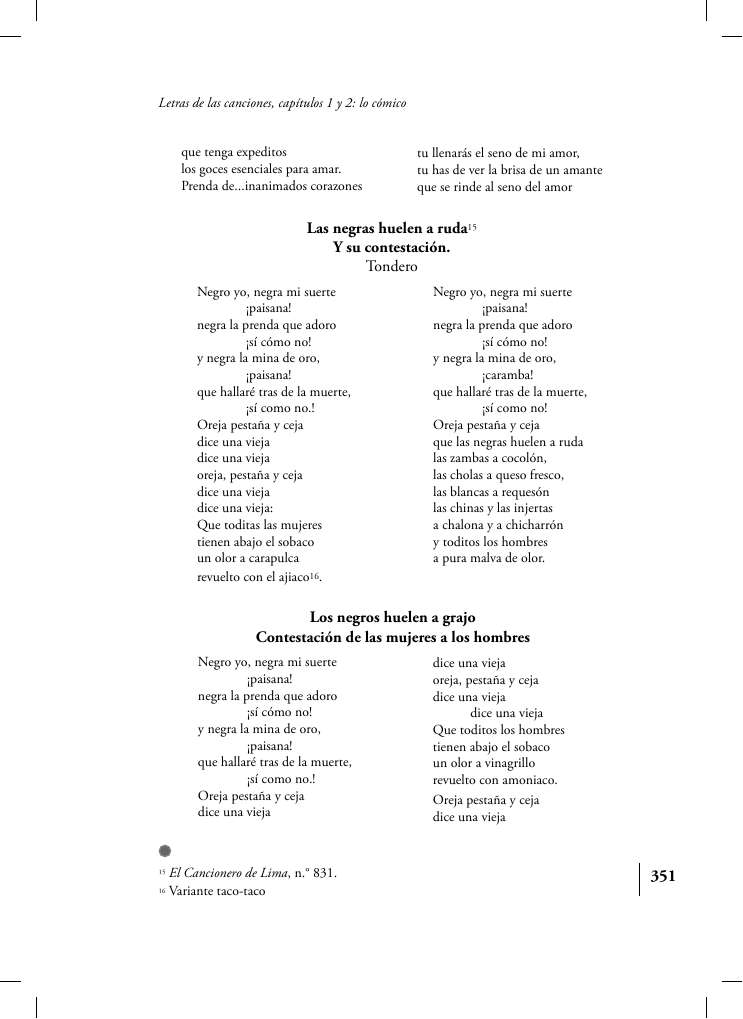 Letras de las canciones, capítulos 1 y 2: lo cómico
que tenga expeditos
los goces esenciales para amar.
Prenda de...inanimados corazones
tu llenarás el seno de mi amor,
tu has de ver la brisa de un amante
que se rinde al seno del amor
Las negras huelen a ruda15
Y su contestación.
Tondero
Negro yo, negra mi suerte
¡paisana!
negra la prenda que adoro
¡sí cómo no!
y negra la mina de oro,
¡paisana!
que hallaré tras de la muerte,
¡sí como no.!
Oreja pestaña y ceja
dice una vieja
dice una vieja
oreja, pestaña y ceja
dice una vieja
dice una vieja:
Que toditas las mujeres
tienen abajo el sobaco
un olor a carapulca
revuelto con el ajiaco16.
Negro yo, negra mi suerte
¡paisana!
negra la prenda que adoro
¡sí cómo no!
y negra la mina de oro,
¡caramba!
que hallaré tras de la muerte,
¡sí como no!
Oreja pestaña y ceja
que las negras huelen a ruda
las zambas a cocolón,
las cholas a queso fresco,
las blancas a requesón
las chinas y las injertas
a chalona y a chicharrón
y toditos los hombres
a pura malva de olor.
Los negros huelen a grajo
Contestación de las mujeres a los hombres
Negro yo, negra mi suerte
¡paisana!
negra la prenda que adoro
¡sí cómo no!
y negra la mina de oro,
¡paisana!
que hallaré tras de la muerte,
¡sí como no.!
Oreja pestaña y ceja
dice una vieja
dice una vieja
oreja, pestaña y ceja
dice una vieja
dice una vieja
Que toditos los hombres
tienen abajo el sobaco
un olor a vinagrillo
revuelto con amoniaco.
Oreja pestaña y ceja
dice una vieja
15 El Cancionero de Lima, n.° 831.
16 Variante taco-taco
351